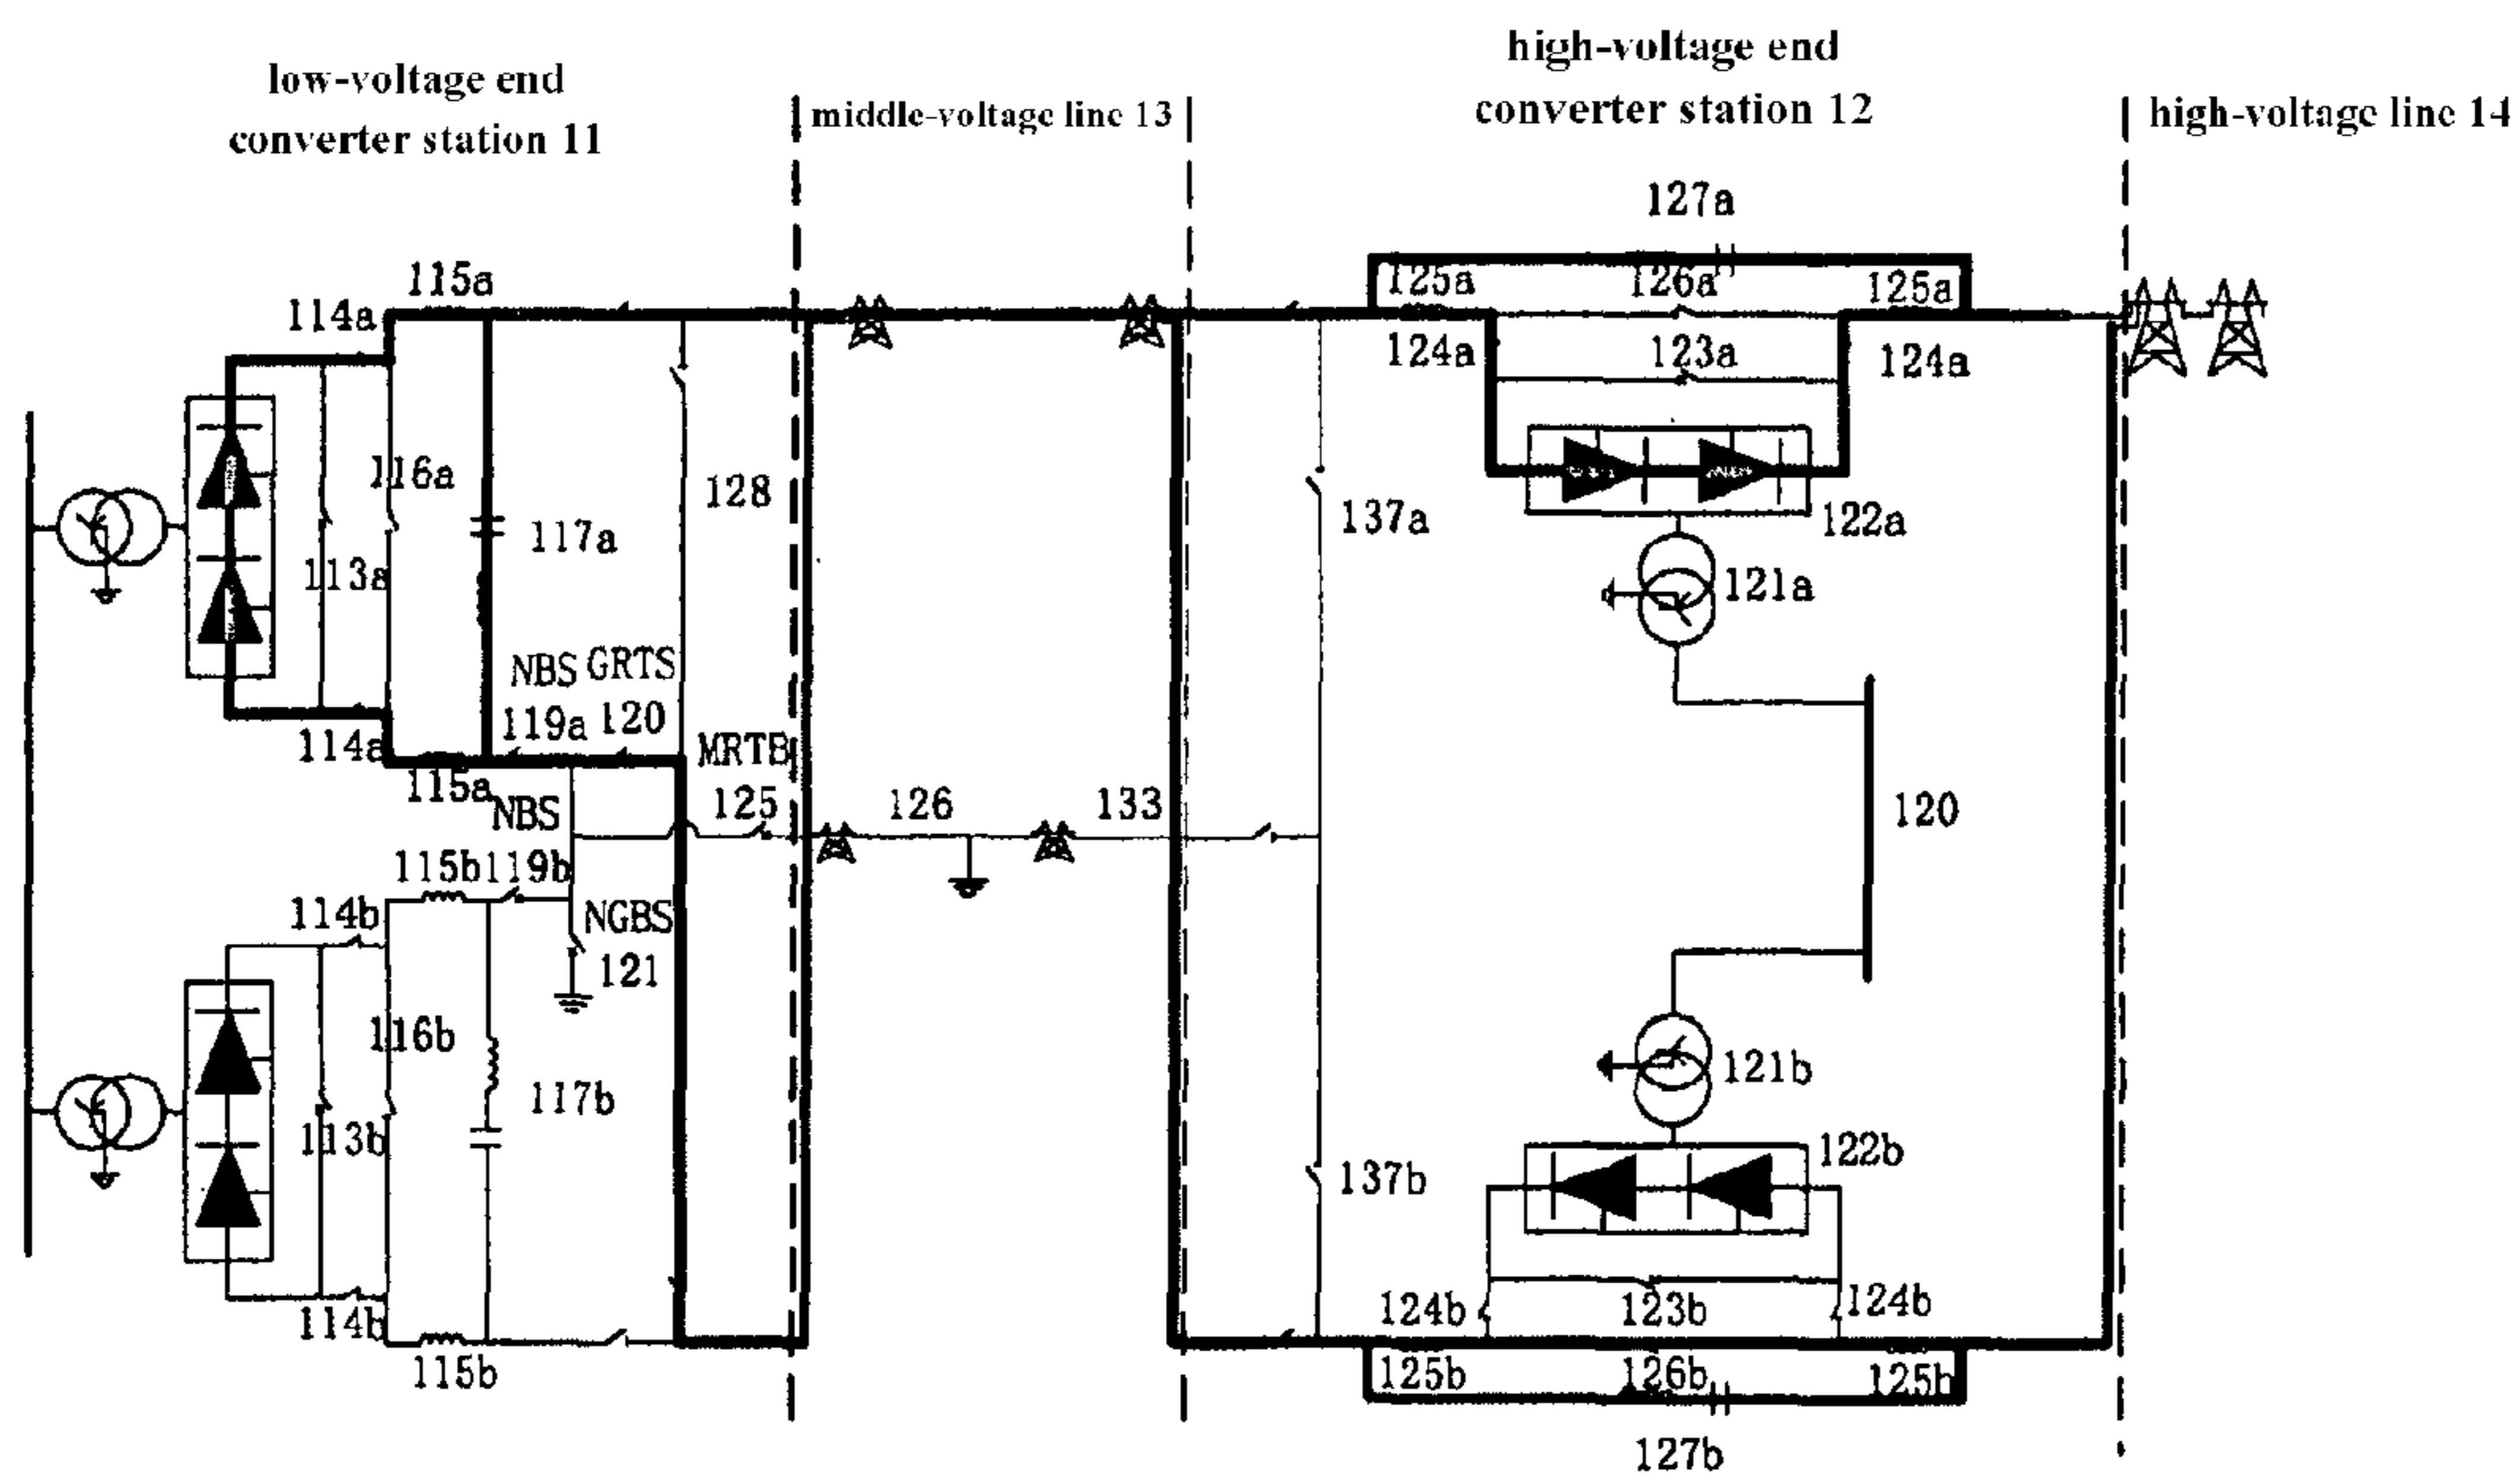 low-voltage end
converter station 11
middle-voltage line 13
high-voltage end
converter station 12
high-voltage line 14
127a
115a
125a
126a
125a
114a
124a
123a
124a
116a
128
117a
137a
122a
113a
121a
NBS GRTS
119a 120
114a
MRTB
115a
NBS
125
126
133
120
115b
119b
114b
NGBS
121
116b
121b
117b
113b
122b
137b
114b
124b
123b
124b
115b
125b
126b
125b
127b